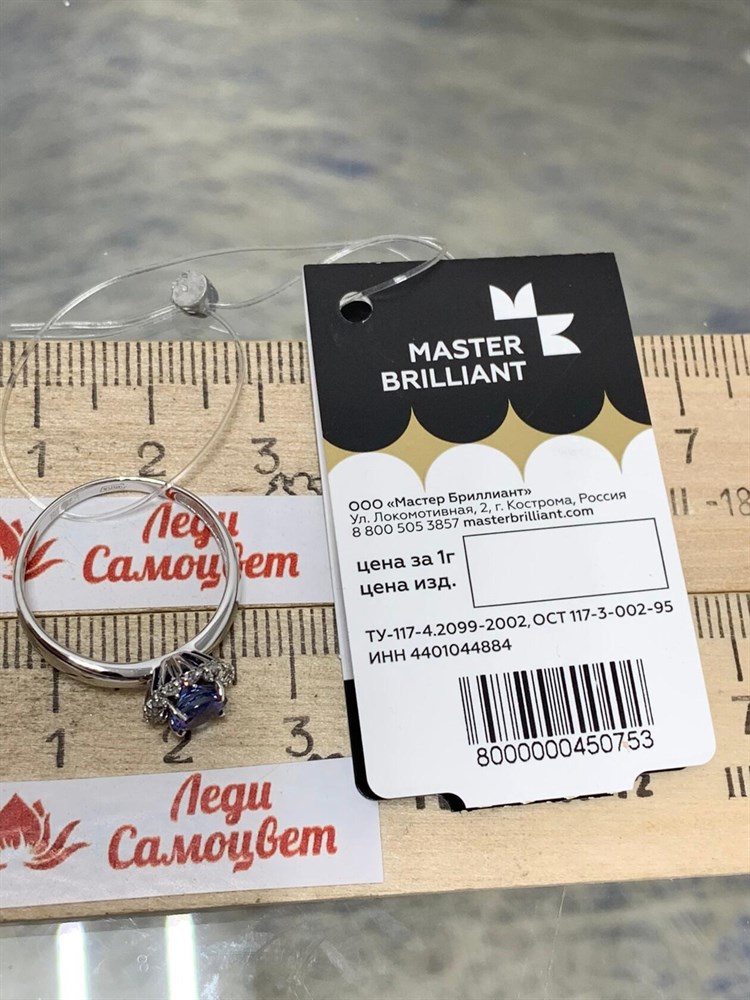 MASTER
BRILLIANT
ООО «Мастер Бриллиант»
Ул. Локомотивная, 2, г. Кострома, Россия
8 800 505 3857 masterbrilliant.com
цена за 1г
цена изд.
ТУ-117-4.2099-2002, ОСТ 117-3-002-95
ИНН 4401044884
8000000450753
1 2 3 7
-18
Леди
Самоцвет
1 2 3
Леди
Самоцвет